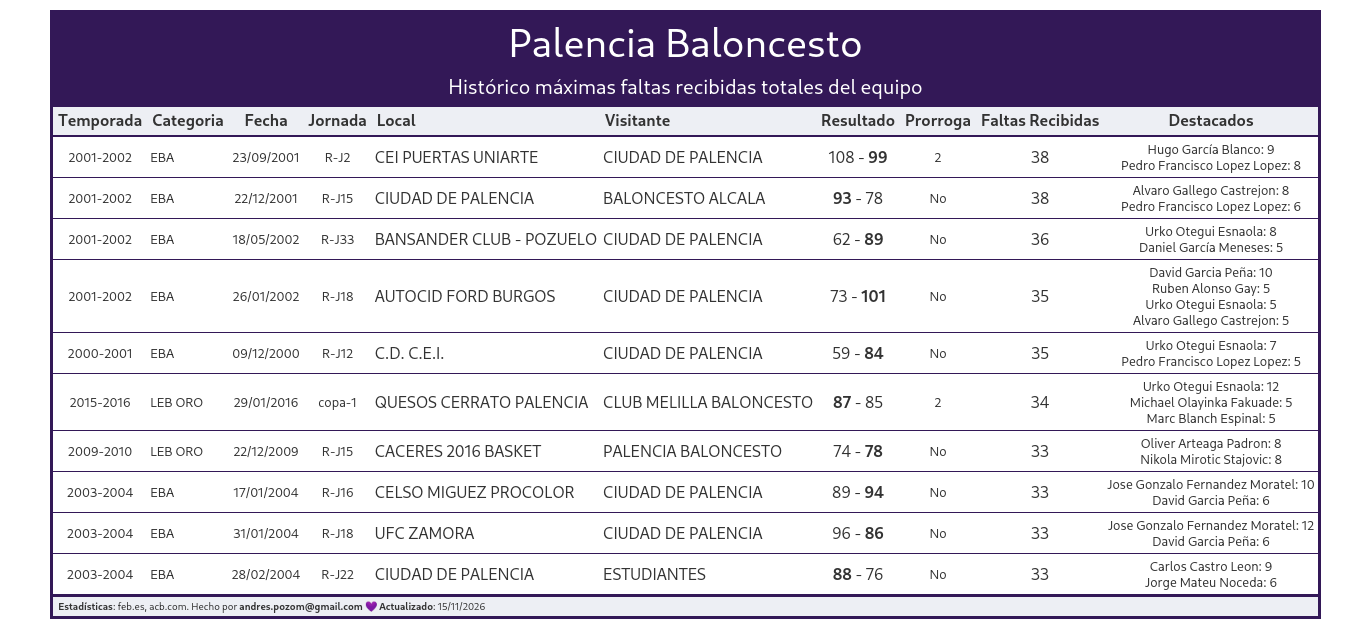 Palencia Baloncesto
Histórico máximas faltas recibidas totales del equipo
Temporada Categoria Fecha Jornada Local Visitante Resultado Prorroga Faltas Recibidas Destacados
2001-2002 EBA 23/09/2001 R-J2 CEI PUERTAS UNIARTE CIUDAD DE PALENCIA 108 - 99 2 38 Hugo García Blanco: 9
Pedro Francisco Lopez Lopez: 8
2001-2002 EBA 22/12/2001 R-J15 CIUDAD DE PALENCIA BALONCESTO ALCALA 93 - 78 No 38 Alvaro Gallego Castrejon: 8
Pedro Francisco Lopez Lopez: 6
2001-2002 EBA 18/05/2002 R-J33 BANSANDER CLUB - POZUELO CIUDAD DE PALENCIA 62 - 89 No 36 Urko Otegui Esnaola: 8
Daniel García Meneses: 5
2001-2002 EBA 26/01/2002 R-J18 AUTOCID FORD BURGOS CIUDAD DE PALENCIA 73 - 101 No 35 David Garcia Peña: 10
Ruben Alonso Gay: 5
Urko Otegui Esnaola: 5
Alvaro Gallego Castrejon: 5
2000-2001 EBA 09/12/2000 R-J12 C.D. C.E.I. CIUDAD DE PALENCIA 59 - 84 No 35 Urko Otegui Esnaola: 7
Pedro Francisco Lopez Lopez: 5
2015-2016 LEB ORO 29/01/2016 copa-1 QUESOS CERRATO PALENCIA CLUB MELILLA BALONCESTO 87 - 85 2 34 Urko Otegui Esnaola: 12
Michael Olayinka Fakuade: 5
Marc Blanch Espinal: 5
2009-2010 LEB ORO 22/12/2009 R-J15 CACERES 2016 BASKET PALENCIA BALONCESTO 74 - 78 No 33 Oliver Arteaga Padron: 8
Nikola Mirotic Stajovic: 8
2003-2004 EBA 17/01/2004 R-J16 CELSO MIGUEZ PROCOLOR CIUDAD DE PALENCIA 89 - 94 No 33 Jose Gonzalo Fernandez Moratel: 10
David Garcia Peña: 6
2003-2004 EBA 31/01/2004 R-J18 UFC ZAMORA CIUDAD DE PALENCIA 96 - 86 No 33 Jose Gonzalo Fernandez Moratel: 12
David Garcia Peña: 6
2003-2004 EBA 28/02/2004 R-J22 CIUDAD DE PALENCIA ESTUDIANTES 88 - 76 No 33 Carlos Castro Leon: 9
Jorge Mateu Noceda: 6
Estadísticas: feb.es, acb.com. Hecho por andres.pozom@gmail.com 💜 Actualizado: 15/11/2026